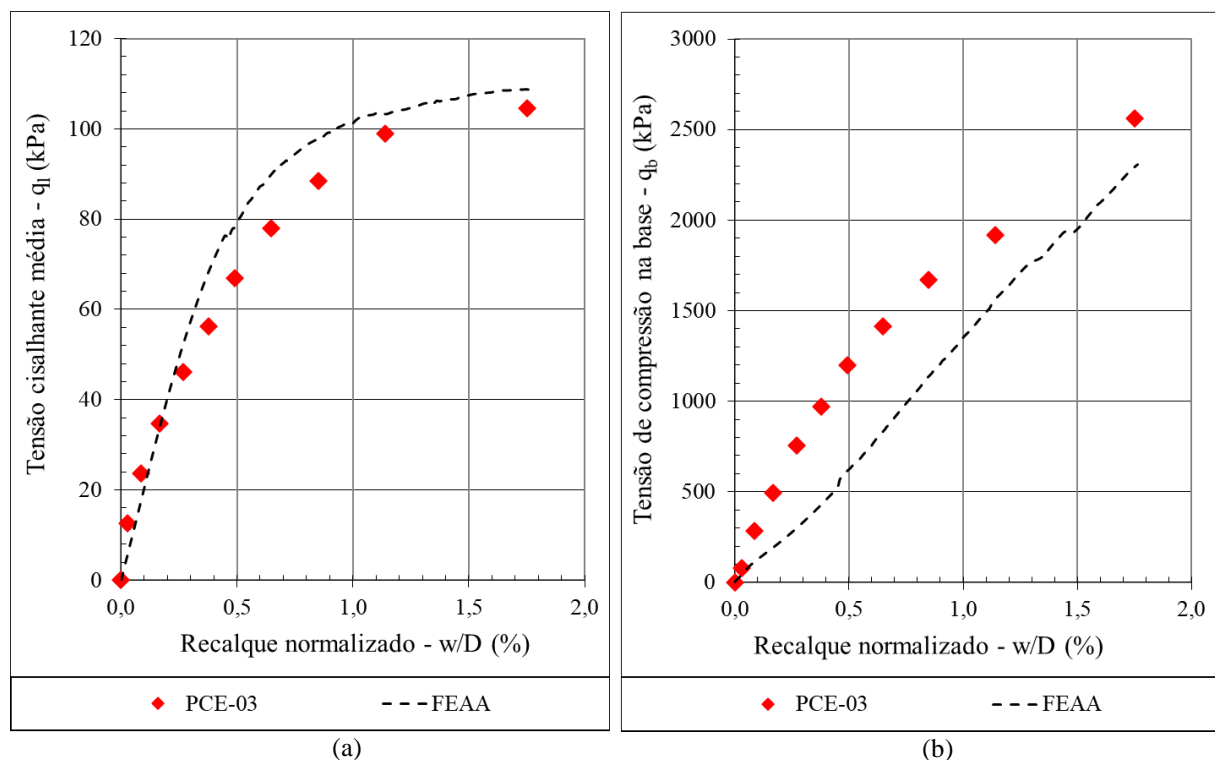 Tensão cisalhante média - ql (kPa)
120
100
80
60
40
20
0
0,0 0,5 1,0 1,5 2,0
Recalque normalizado - w/D (%)
PCE-03 FEAA
(a)
Tensão de compressão na base - qb (kPa)
3000
2500
2000
1500
1000
500
0
0,0 0,5 1,0 1,5 2,0
Recalque normalizado - w/D (%)
PCE-03 FEAA
(b)